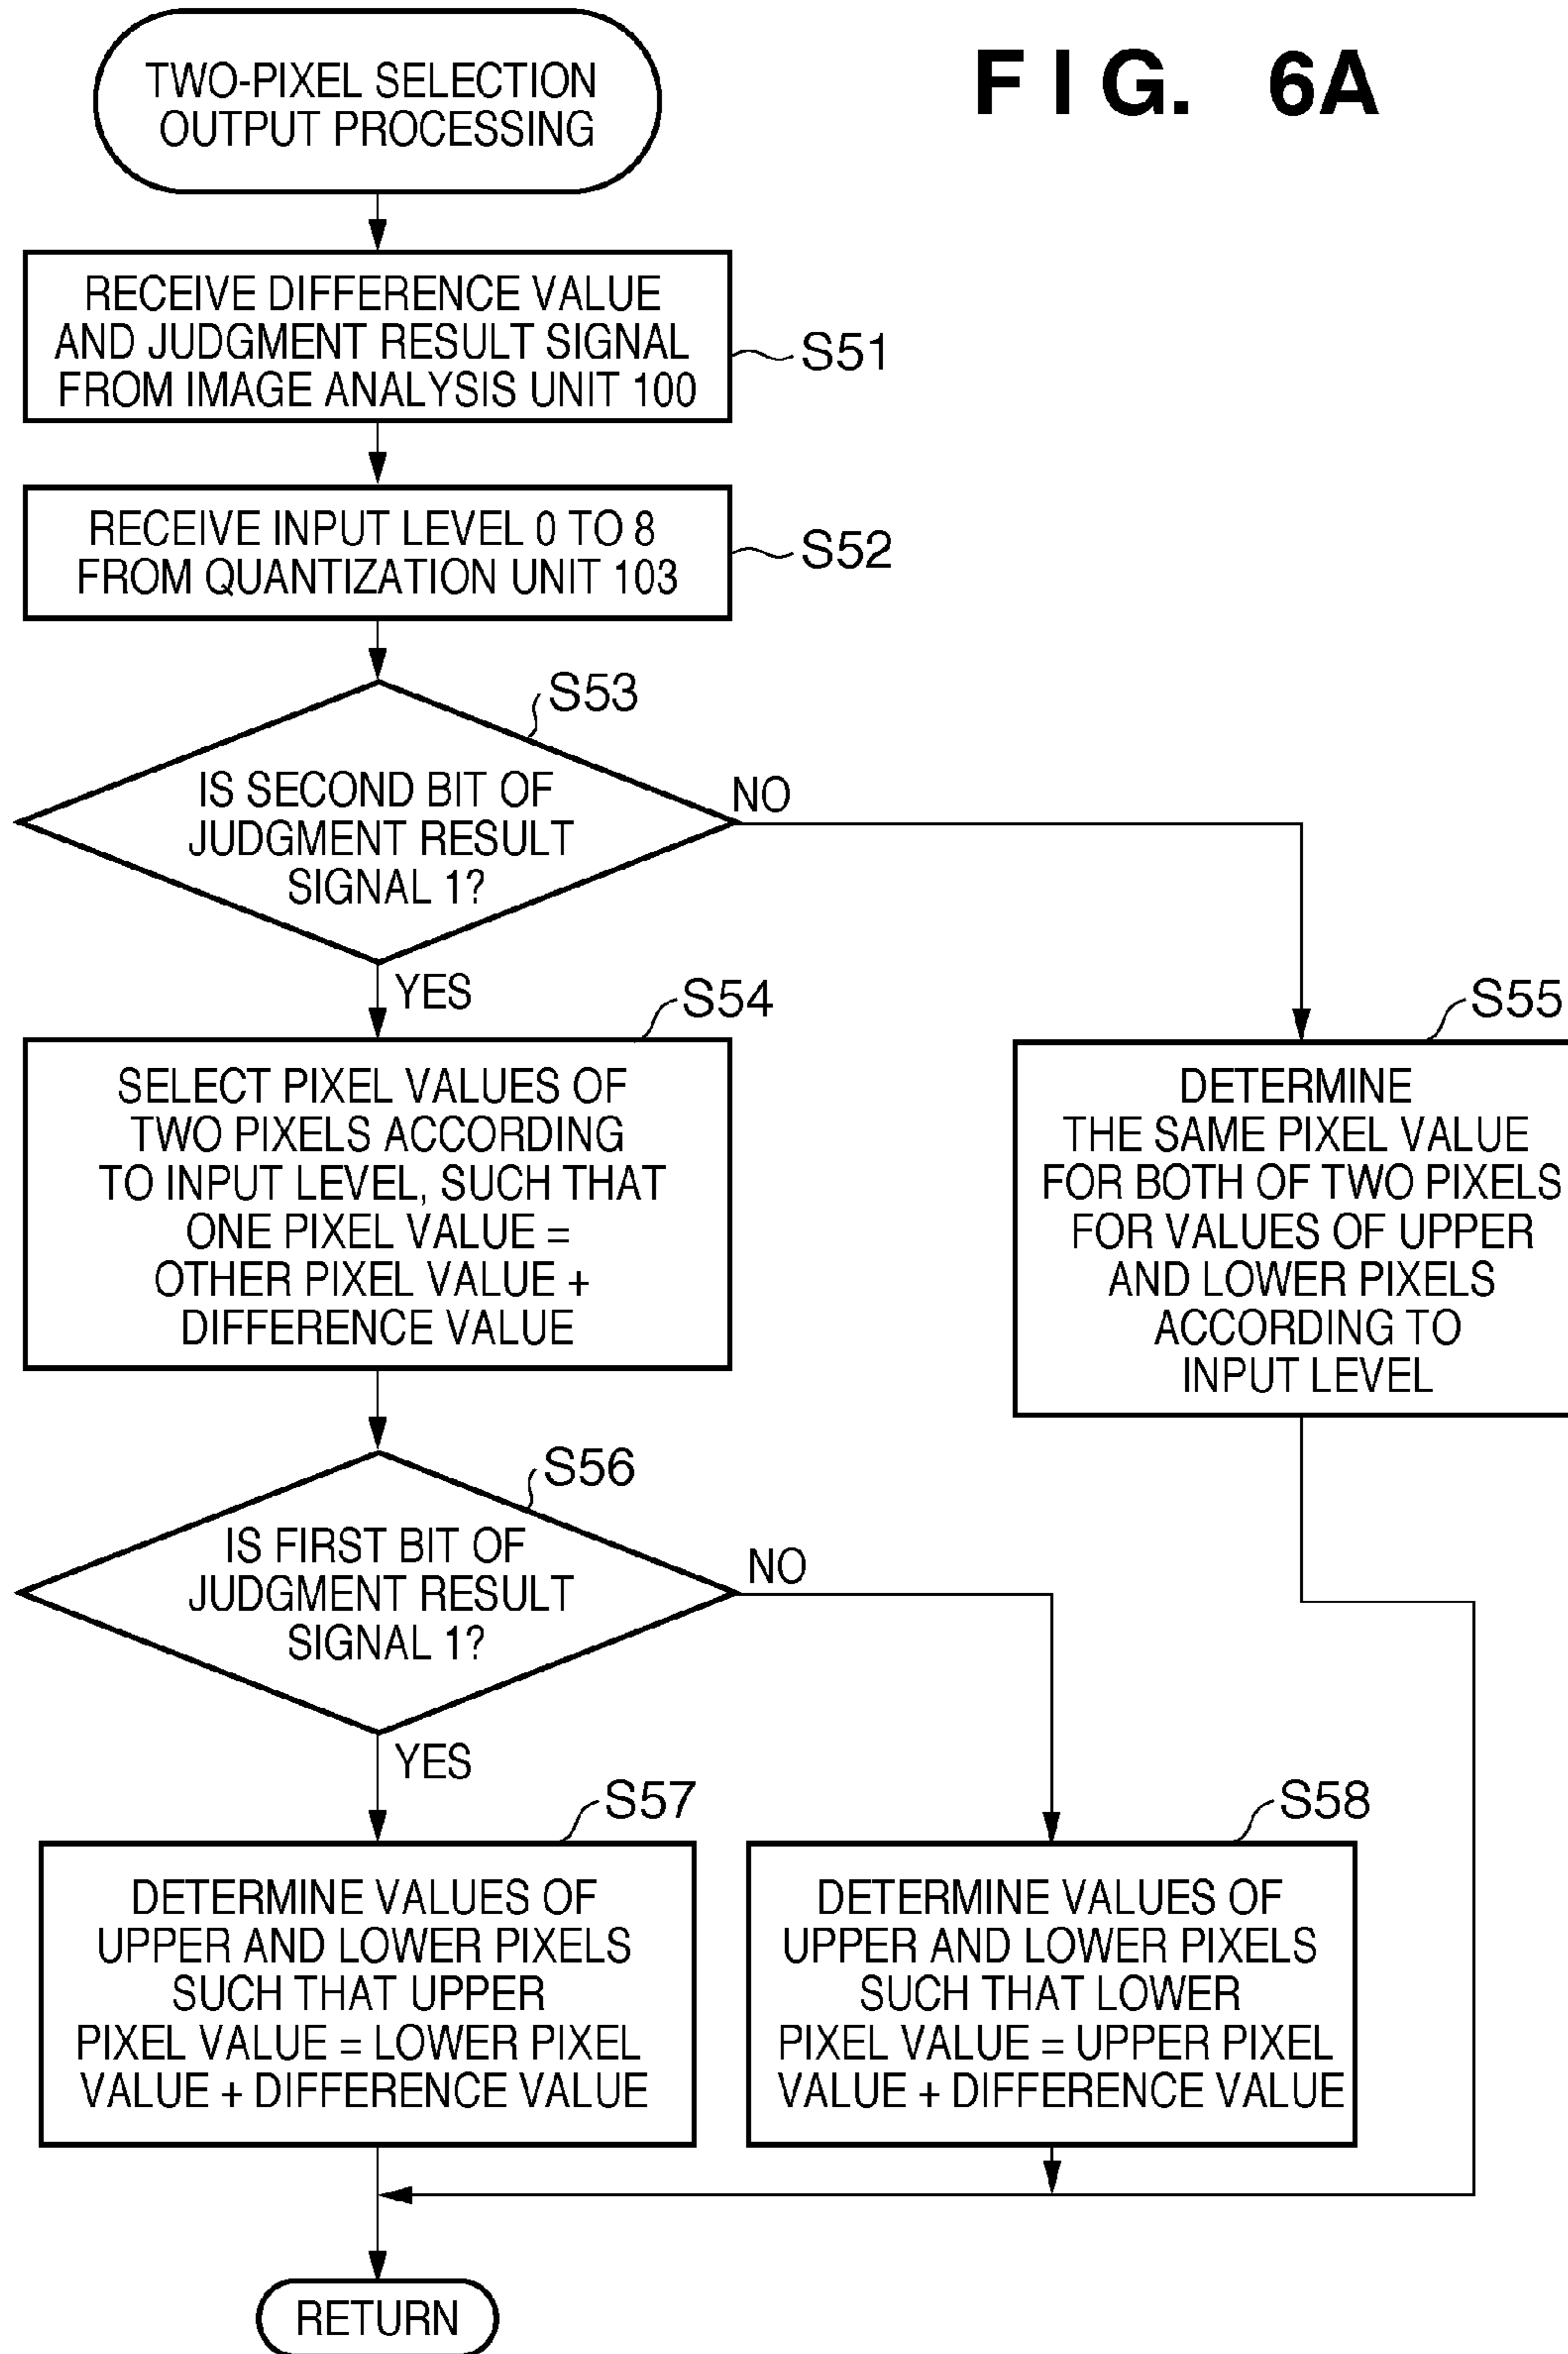 FIG. 6A
TWO-PIXEL SELECTION
OUTPUT PROCESSING
RECEIVE DIFFERENCE VALUE
AND JUDGMENT RESULT SIGNAL
FROM IMAGE ANALYSIS UNIT 100
S51
RECEIVE INPUT LEVEL 0 TO 8
FROM QUANTIZATION UNIT 103
S52
S53
IS SECOND BIT OF
JUDGMENT RESULT
SIGNAL 1?
NO
YES
S54
SELECT PIXEL VALUES OF
TWO PIXELS ACCORDING
TO INPUT LEVEL, SUCH THAT
ONE PIXEL VALUE =
OTHER PIXEL VALUE +
DIFFERENCE VALUE
S55
DETERMINE
THE SAME PIXEL VALUE
FOR BOTH OF TWO PIXELS
FOR VALUES OF UPPER
AND LOWER PIXELS
ACCORDING TO
INPUT LEVEL
S56
IS FIRST BIT OF
JUDGMENT RESULT
SIGNAL 1?
NO
YES
S57
DETERMINE VALUES OF
UPPER AND LOWER PIXELS
SUCH THAT UPPER
PIXEL VALUE = LOWER PIXEL
VALUE + DIFFERENCE VALUE
S58
DETERMINE VALUES OF
UPPER AND LOWER PIXELS
SUCH THAT LOWER
PIXEL VALUE = UPPER PIXEL
VALUE + DIFFERENCE VALUE
RETURN